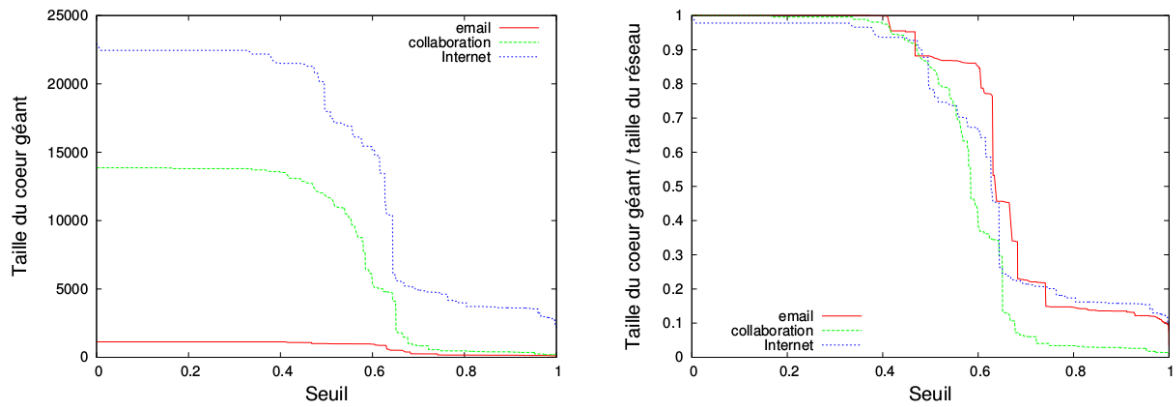 25000
20000
15000
10000
5000
0
0
0.2
0.4
0.6
0.8
1
Taille du coeur géant
Seuil
email
collaboration
Internet
1
0.9
0.8
0.7
0.6
0.5
0.4
0.3
0.2
0.1
0
0
0.2
0.4
0.6
0.8
1
Taille du coeur géant / taille du réseau
Seuil
email
collaboration
Internet